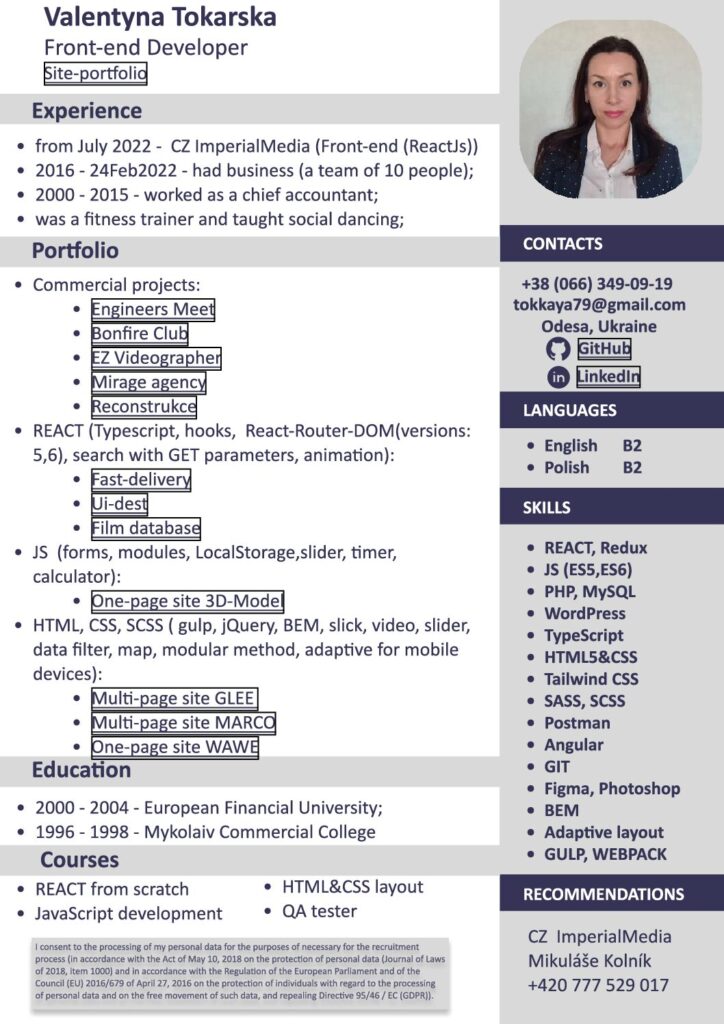 Valentyna Tokarska
Front-end Developer
Site-portfolio
Experience
• from July 2022 - CZ ImperialMedia (Front-end (ReactJs))
• 2016 - 24Feb2022 - had business (a team of 10 people);
• 2000 - 2015 - worked as a chief accountant;
• was a fitness trainer and taught social dancing;
Portfolio
• Commercial projects:
• Engineers Meet
• Bonfire Club
• EZ Videographer
• Mirage agency
• Reconstrukce
• REACT (Typescript, hooks, React-Router-DOM(versions:
5,6), search with GET parameters, animation):
• Fast-delivery
• Ui-dest
• Film database
• JS (forms, modules, LocalStorage,slider, timer,
calculator):
• One-page site 3D-Model
• HTML, CSS, SCSS ( gulp, jQuery, BEM, slick, video, slider,
data filter, map, modular method, adaptive for mobile
devices):
• Multi-page site GLEE
• Multi-page site MARCO
• One-page site WAWE
Education
• 2000 - 2004 - European Financial University;
• 1996 - 1998 - Mykolaiv Commercial College
Courses
• REACT from scratch
• JavaScript development
• HTML&CSS layout
• QA tester
I consent to the processing of my personal data for the purposes of necessary for the recruitment
process (in accordance with the Act of May 10, 2018 on the protection of personal data (Journal of Laws
of 2018, item 1000) and in accordance with the Regulation of the European Parliament and of the
Council (EU) 2016/679 of April 27, 2016 on the protection of individuals with regard to the processing
of personal data and on the free movement of such data, and repealing Directive 95/46 / EC (GDPR)).
CONTACTS
+38 (066) 349-09-19
tokkaya79@gmail.com
Odesa, Ukraine
GitHub
in LinkedIn
LANGUAGES
• English B2
• Polish B2
SKILLS
• REACT, Redux
• JS (ES5,ES6)
• PHP, MySQL
• WordPress
• TypeScript
• HTML5&CSS
• Tailwind CSS
• SASS, SCSS
• Postman
• Angular
• GIT
• Figma, Photoshop
• BEM
• Adaptive layout
• GULP, WEBPACK
RECOMMENDATIONS
CZ ImperialMedia
Mikuláše Kolník
+420 777 529 017